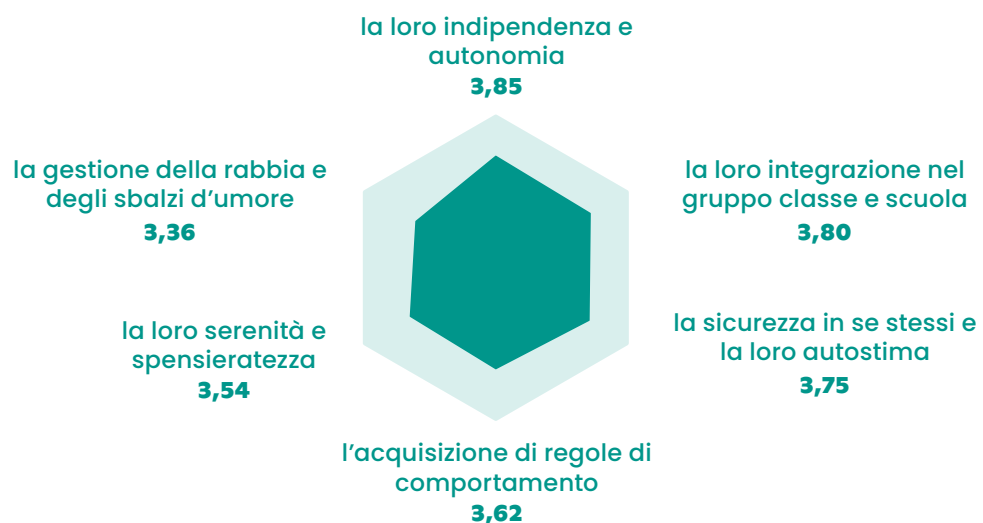 la loro indipendenza e
autonomia
3,85
la gestione della rabbia e
degli sbalzi d'umore
3,36
la loro integrazione nel
gruppo classe e scuola
3,80
la loro serenità e
spensieratezza
3,54
la sicurezza in se stessi e
la loro autostima
3,75
l'acquisizione di regole di
comportamento
3,62